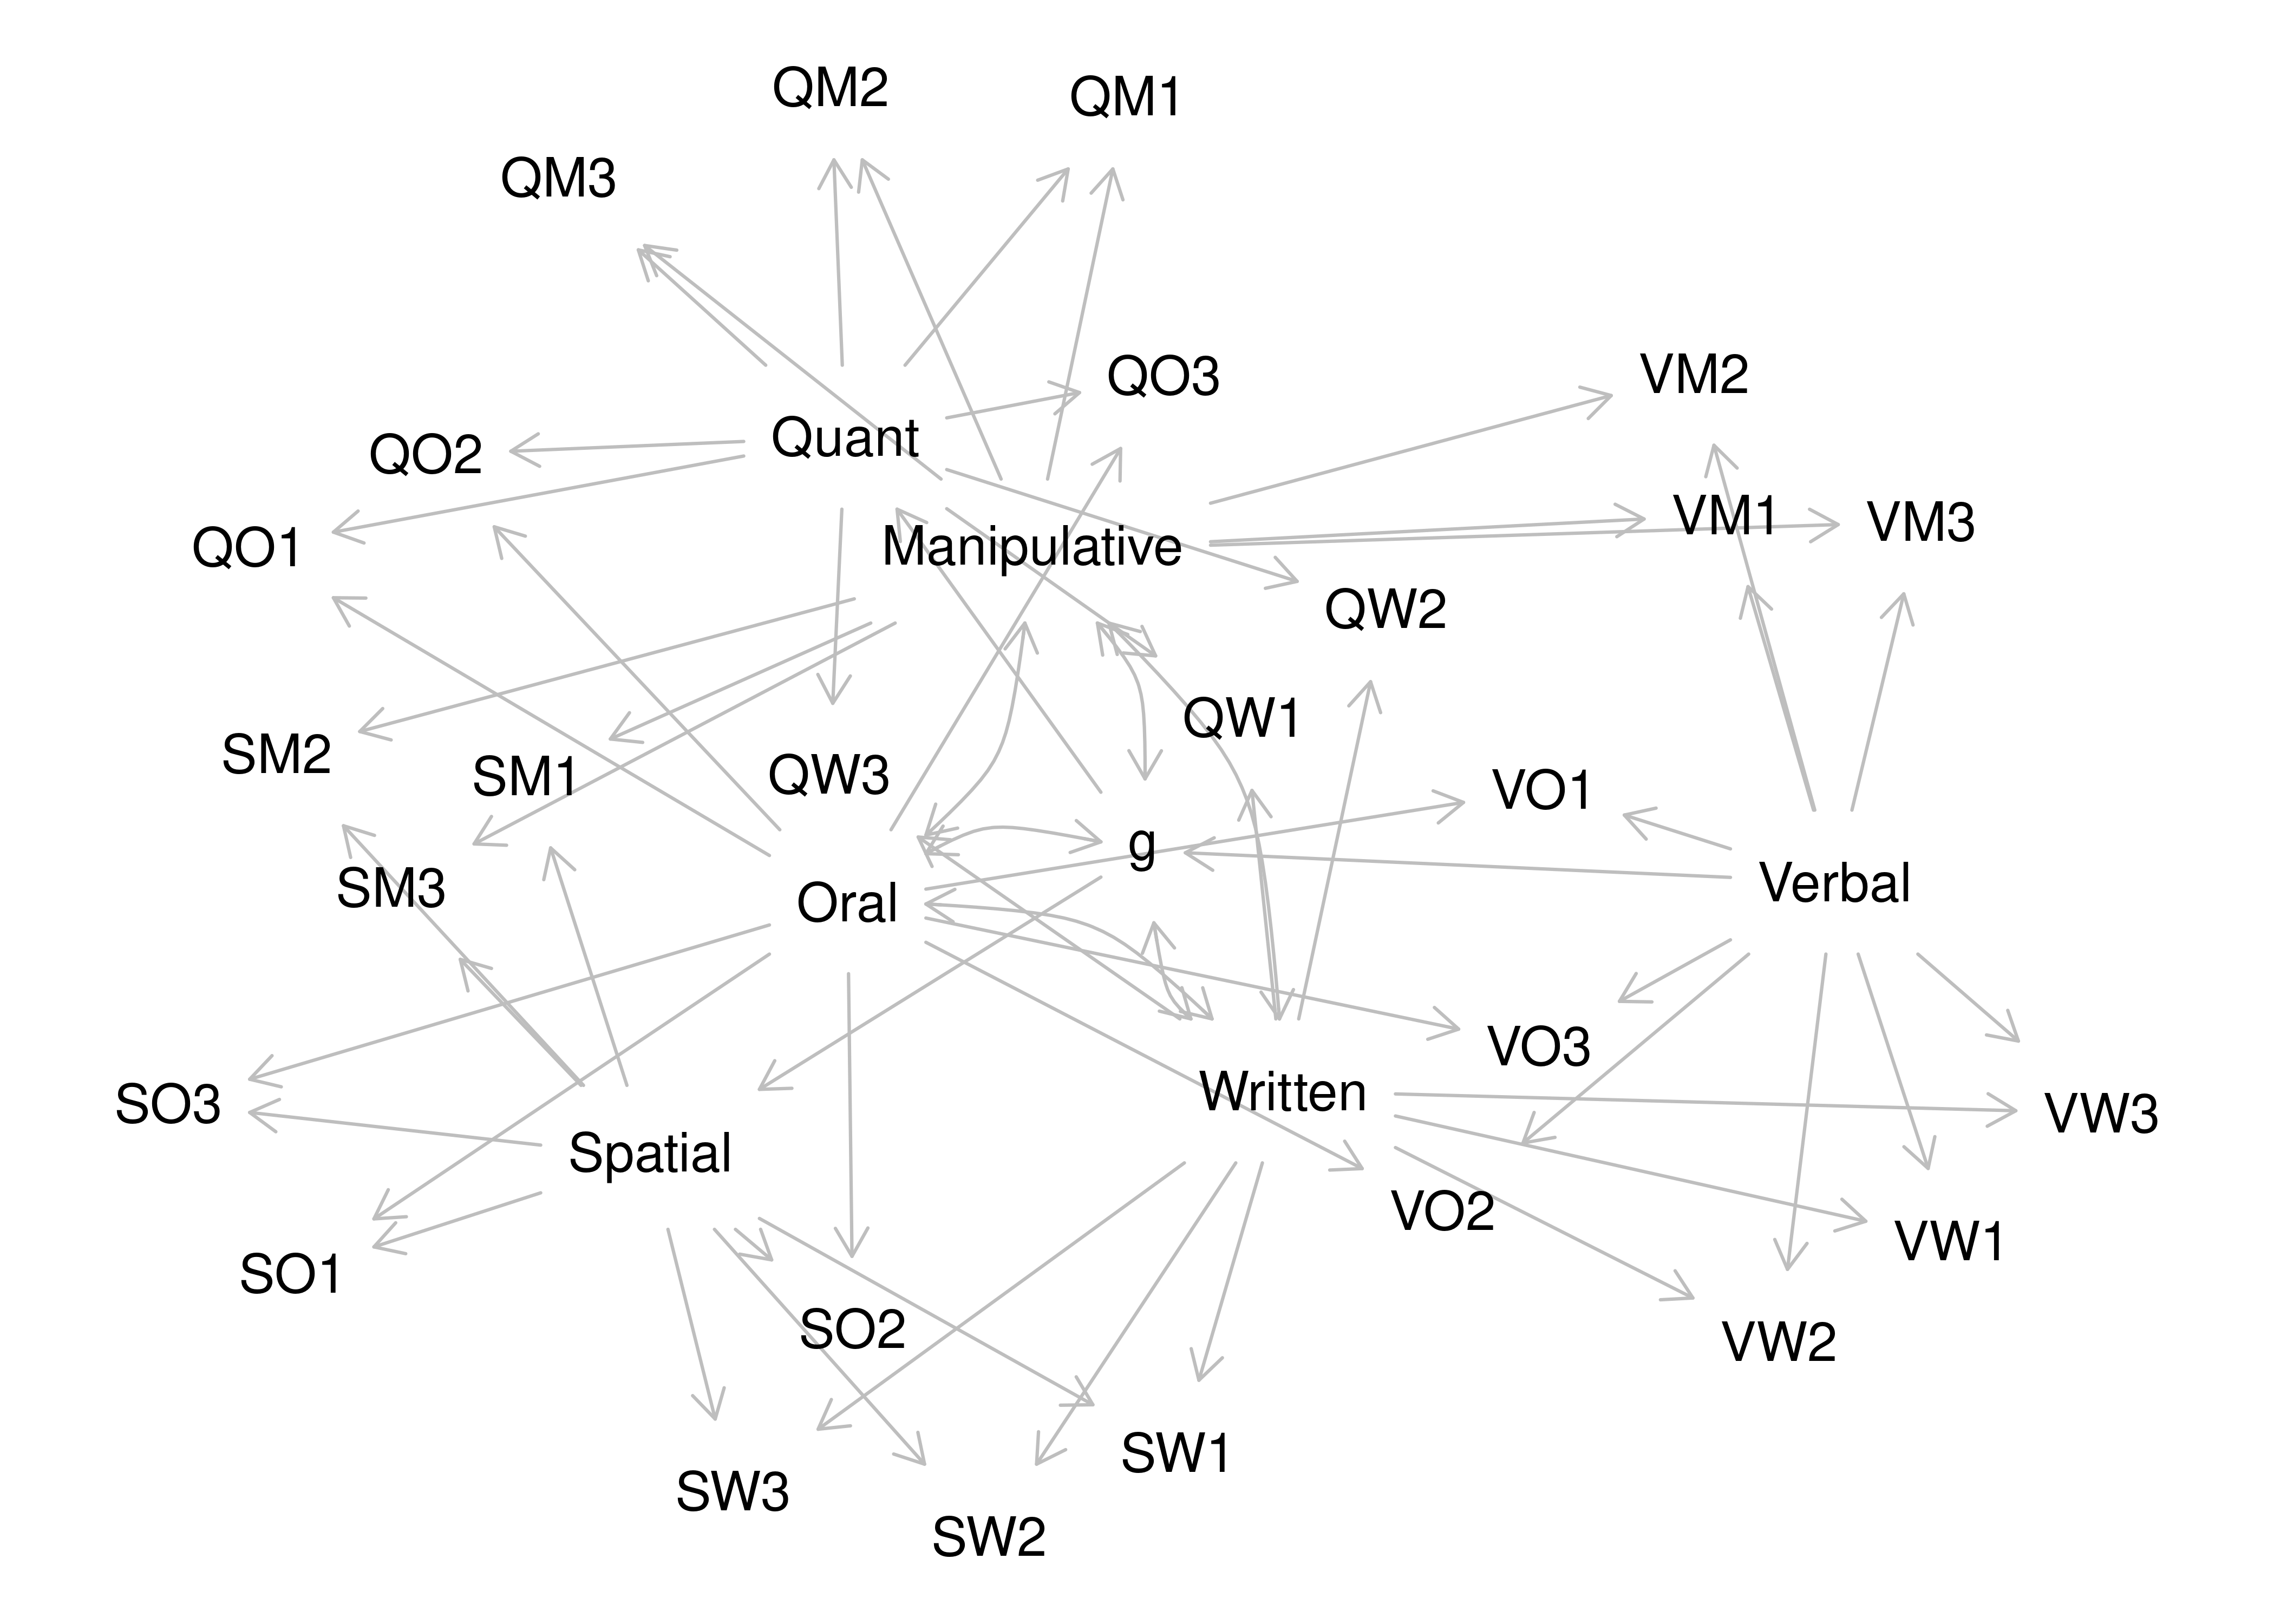 QM2
QM1
QM3
QO3
VM2
Quant
QO2
VM1
VM3
QO1
Manipulative
QW2
QW1
SM2
SM1
QW3
VO1
g
SM3
Verbal
Oral
VO3
Written
SO3
VW3
Spatial
VO2
VW1
SO1
SO2
VW2
SW1
SW3
SW2